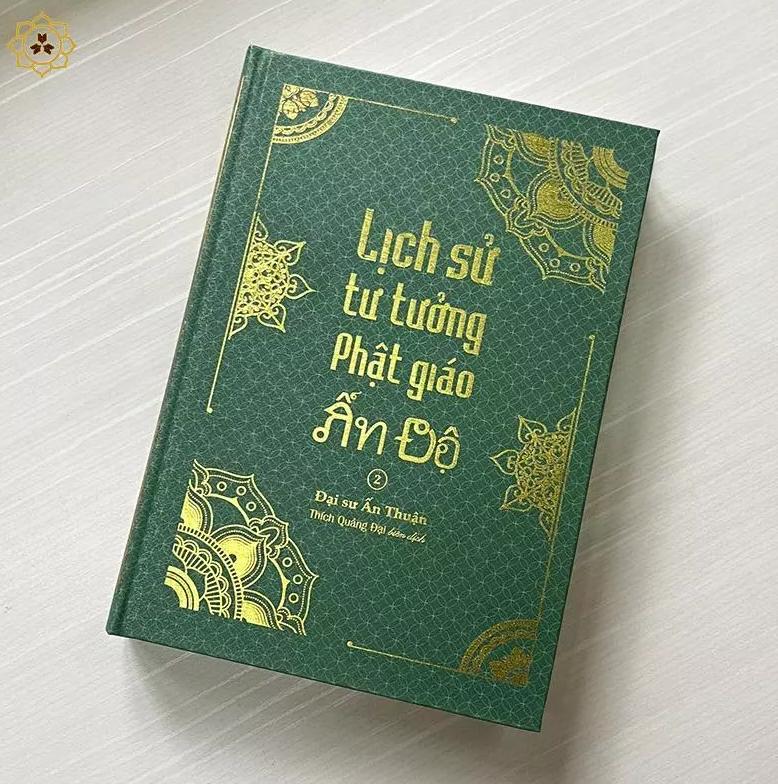 Lịch sử
tư tưởng
Phật giáo
Ấn Độ
2
Đại sư Ấn Thuận
Thích Quảng Đại biên dịch